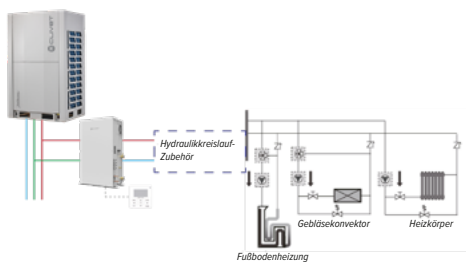 CLIVET
Hydraulikkreislauf-
Zubehör
Gebläsekonvektor
Heizkörper
Fußbodenheizung